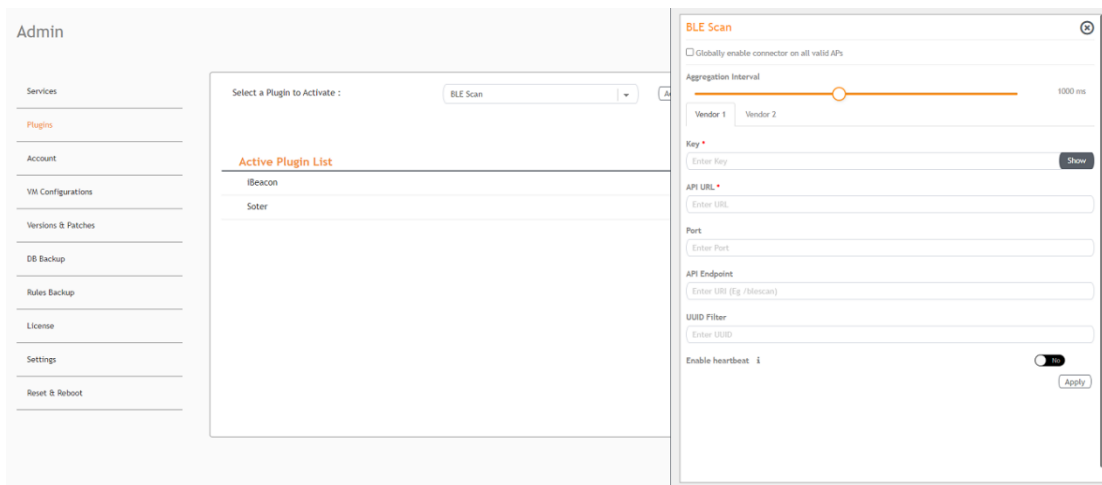 Admin
Services
Plugins
Account
VM Configurations
Versions & Patches
DB Backup
Rules Backup
License
Settings
Reset & Reboot
Select a Plugin to Activate :
BLE Scan
Active Plugin List
iBeacon
Soter
BLE Scan
Globally enable connector on all valid APs
Aggregation Interval
1000 ms
Vendor 1 Vendor 2
Key *
Enter Key Show
API URL *
Enter URL
Port
Enter Port
API Endpoint
Enter URI (Eg /blescan)
UUID Filter
Enter UUID
Enable heartbeat i No
Apply